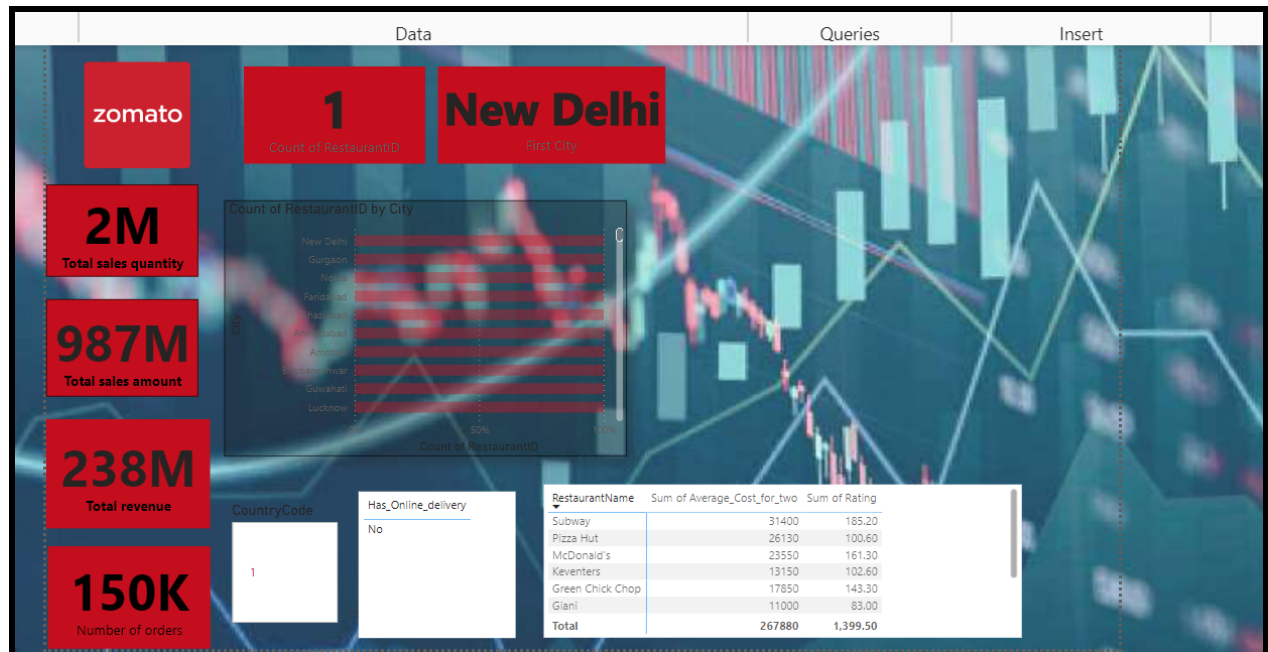 Data Queries Insert
zomato
1
Count of RestaurantID
New Delhi
First City
2M
Total sales quantity
987M
Total sales amount
238M
Total revenue
150K
Number of orders
Count of RestaurantID by City
City
New Delhi
Gurgaon
Noida
Faridabad
Ghaziabad
Ahmedabad
Amritsar
Bhubaneshwar
Guwahati
Lucknow
50%
100%
Count of RestaurantID
CountryCode
1
Has_Online_delivery
No
RestaurantName Sum of Average_Cost_for_two Sum of Rating
Subway 31400 185.20
Pizza Hut 26130 100.60
McDonald's 23550 161.30
Keventers 13150 102.60
Green Chick Chop 17850 143.30
Giani 11000 83.00
Total 267880 1,399.50